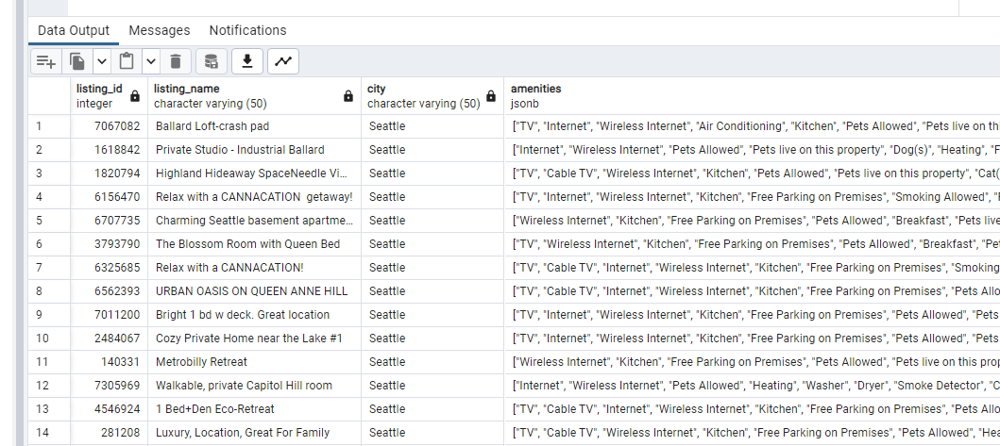 Data Output Messages Notifications
listing_id listing_name city amenities
integer character varying (50) character varying (50) jsonb
1 7067082 Ballard Loft-crash pad Seattle ["TV", "Internet", "Wireless Internet", "Air Conditioning", "Kitchen", "Pets Allowed", "Pets live on thi
2 1618842 Private Studio - Industrial Ballard Seattle ["Internet", "Wireless Internet", "Pets Allowed", "Pets live on this property", "Dog(s)", "Heating", "F
3 1820794 Highland Hideaway SpaceNeedle Vi... Seattle ["TV", "Cable TV", "Wireless Internet", "Kitchen", "Pets Allowed", "Pets live on this property", "Cat(
4 6156470 Relax with a CANNACATION getaway! Seattle ["TV", "Internet", "Wireless Internet", "Kitchen", "Free Parking on Premises", "Smoking Allowed",
5 6707735 Charming Seattle basement apartme... Seattle ["Wireless Internet", "Kitchen", "Free Parking on Premises", "Pets Allowed", "Breakfast", "Pets live
6 3793790 The Blossom Room with Queen Bed Seattle ["TV", "Wireless Internet", "Kitchen", "Free Parking on Premises", "Pets Allowed", "Breakfast", "Pet
7 6325685 Relax with a CANNACATION! Seattle ["TV", "Cable TV", "Internet", "Wireless Internet", "Kitchen", "Free Parking on Premises", "Smoking
8 6562393 URBAN OASIS ON QUEEN ANNE HILL Seattle ["TV", "Cable TV", "Internet", "Wireless Internet", "Kitchen", "Free Parking on Premises", "Pets Allo
9 7011200 Bright 1 bd w deck. Great location Seattle ["TV", "Internet", "Wireless Internet", "Kitchen", "Free Parking on Premises", "Pets Allowed", "Pets
10 2484067 Cozy Private Home near the Lake #1 Seattle ["TV", "Internet", "Wireless Internet", "Kitchen", "Free Parking on Premises", "Pets Allowed", "Pets
11 140331 Metrobilly Retreat Seattle ["Wireless Internet", "Kitchen", "Free Parking on Premises", "Pets Allowed", "Pets live on this prop
12 7305969 Walkable, private Capitol Hill room Seattle ["Internet", "Wireless Internet", "Pets Allowed", "Heating", "Washer", "Dryer", "Smoke Detector", "C
13 4546924 1 Bed+Den Eco-Retreat Seattle ["TV", "Cable TV", "Internet", "Wireless Internet", "Kitchen", "Free Parking on Premises", "Pets Allo
14 281208 Luxury, Location, Great For Family Seattle ["TV", "Cable TV", "Wireless Internet", "Kitchen", "Free Parking on Premises", "Pets Allowed", "Hea